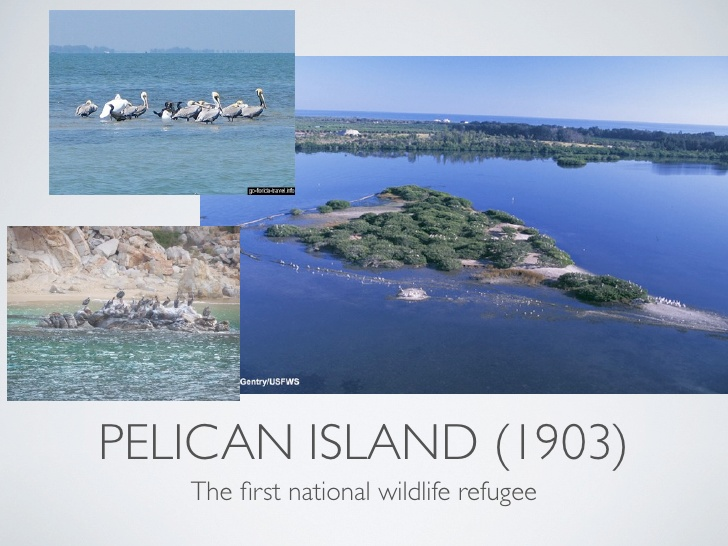 go-florida-travel.info
Gentry/USFWS
PELICAN ISLAND (1903)
The first national wildlife refugee